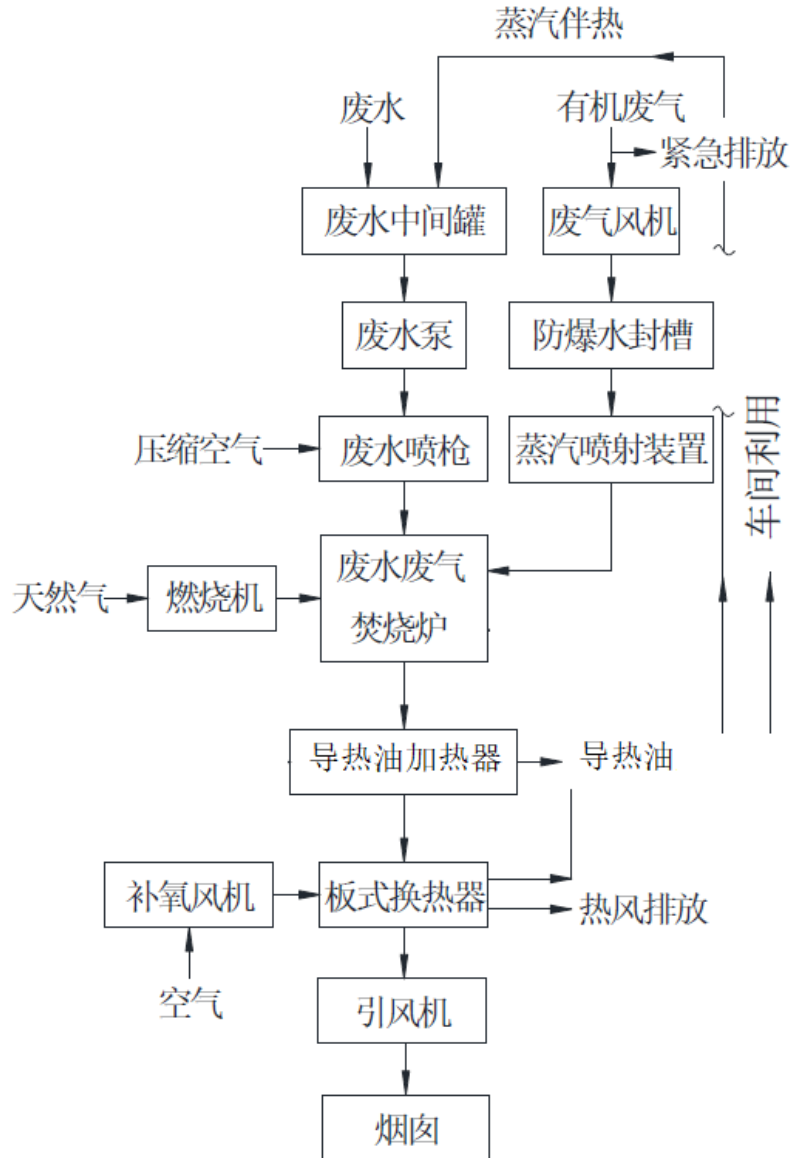 蒸汽伴热
废水
有机废气
紧急排放
废水中间罐
废气风机
废水泵
防爆水封槽
压缩空气
废水喷枪
蒸汽喷射装置
车间利用
天然气
燃烧机
废水废气
焚烧炉
导热油加热器
导热油
补氧风机
板式换热器
热风排放
空气
引风机
烟囱